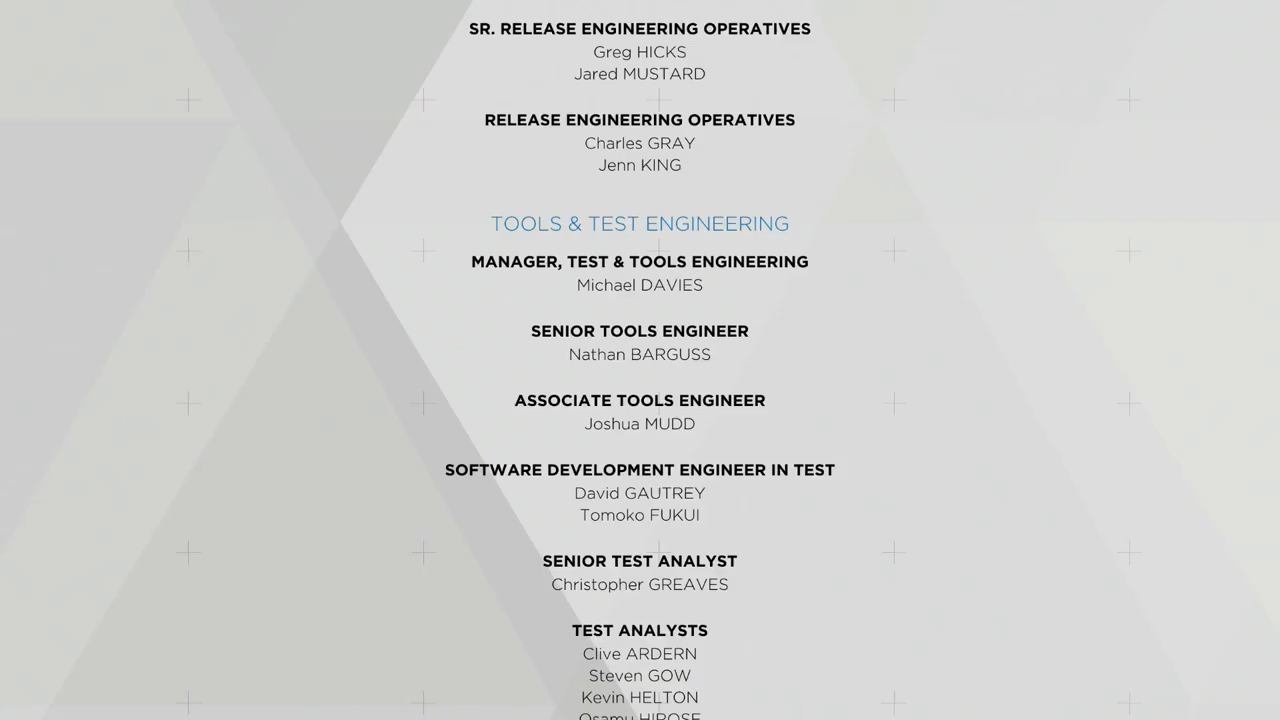 SR. RELEASE ENGINEERING OPERATIVES
Greg HICKS
Jared MUSTARD
RELEASE ENGINEERING OPERATIVES
Charles GRAY
Jenn KING
TOOLS & TEST ENGINEERING
MANAGER, TEST & TOOLS ENGINEERING
Michael DAVIES
SENIOR TOOLS ENGINEER
Nathan BARGUSS
ASSOCIATE TOOLS ENGINEER
Joshua MUDD
SOFTWARE DEVELOPMENT ENGINEER IN TEST
David GAUTREY
Tomoko FUKUI
SENIOR TEST ANALYST
Christopher GREAVES
TEST ANALYSTS
Clive ARDERN
Steven GOW
Kevin HELTON
Osamu HIROSE